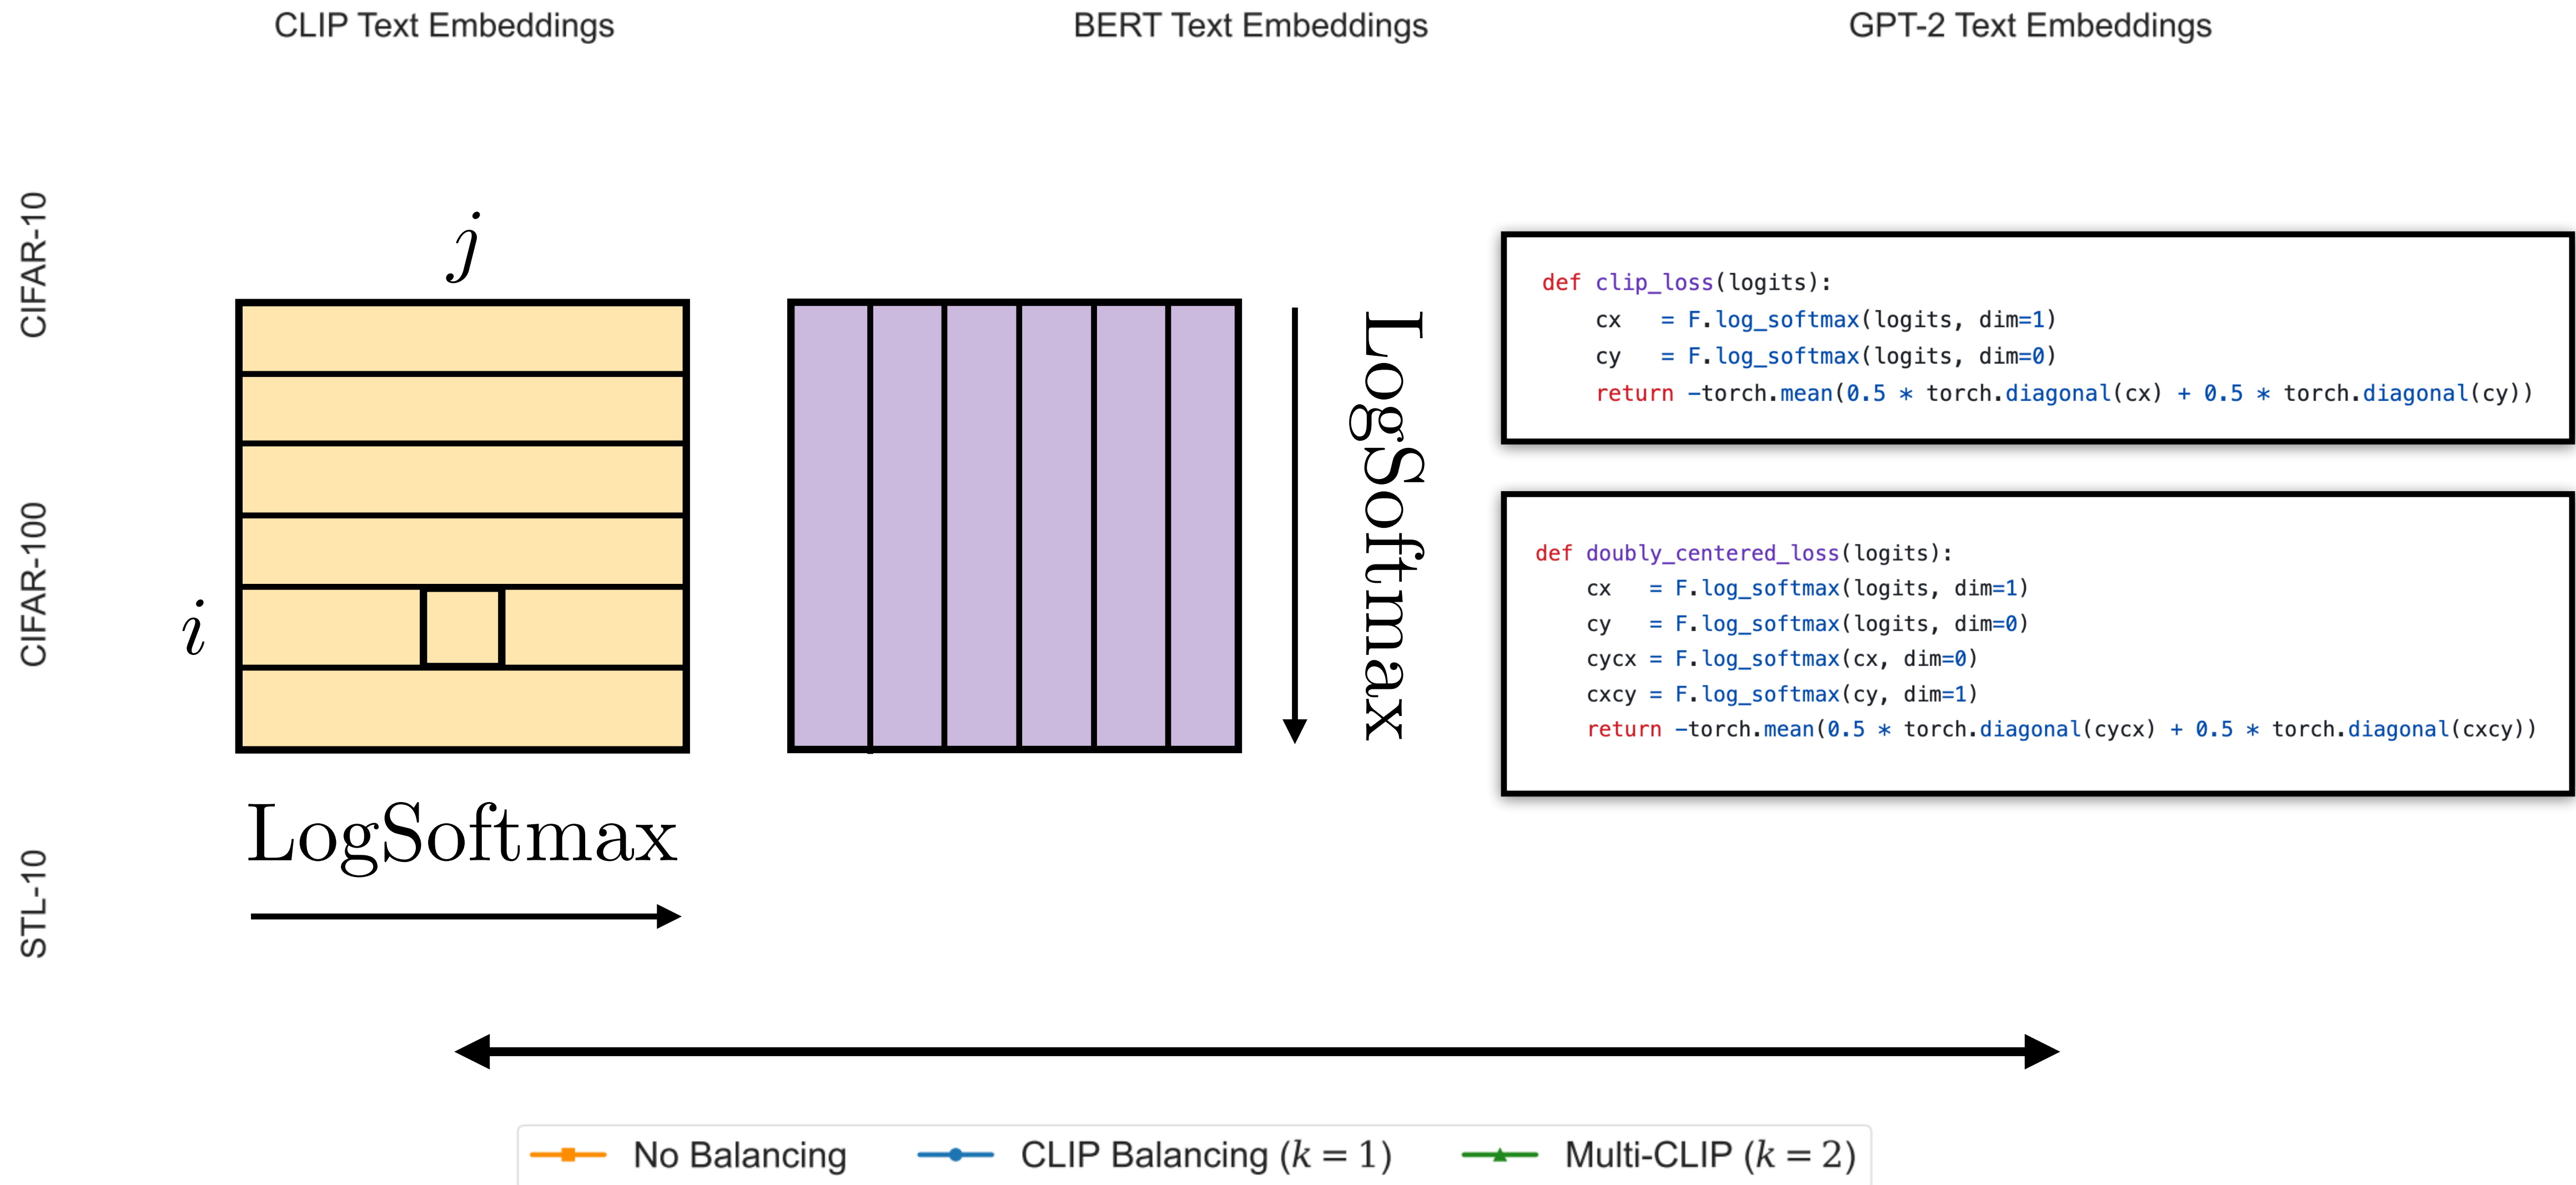 CLIP Text Embeddings
BERT Text Embeddings
GPT-2 Text Embeddings
CIFAR-10
CIFAR-100
STL-10
j
i
LogSoftmax
LogSoftmax
def clip_loss(logits):
    cx   = F.log_softmax(logits, dim=1)
    cy   = F.log_softmax(logits, dim=0)
    return -torch.mean(0.5 * torch.diagonal(cx) + 0.5 * torch.diagonal(cy))
def doubly_centered_loss(logits):
    cx   = F.log_softmax(logits, dim=1)
    cy   = F.log_softmax(logits, dim=0)
    cycx = F.log_softmax(cx, dim=0)
    cxcy = F.log_softmax(cy, dim=1)
    return -torch.mean(0.5 * torch.diagonal(cycx) + 0.5 * torch.diagonal(cxcy))
No Balancing
CLIP Balancing (k = 1)
Multi-CLIP (k = 2)